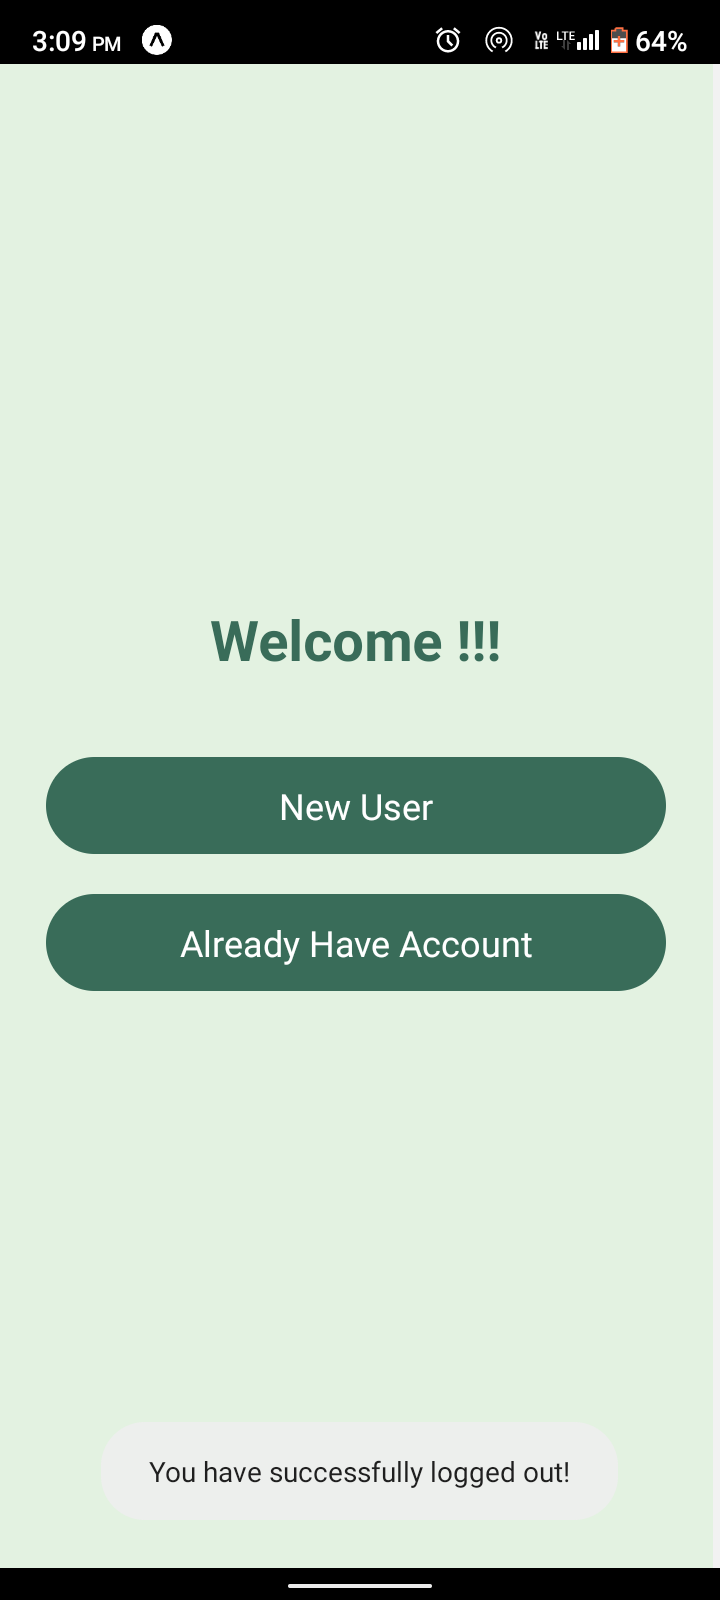 3:09 PM
Vo LTE
LTE
64%
Welcome !!!
New User
Already Have Account
You have successfully logged out!